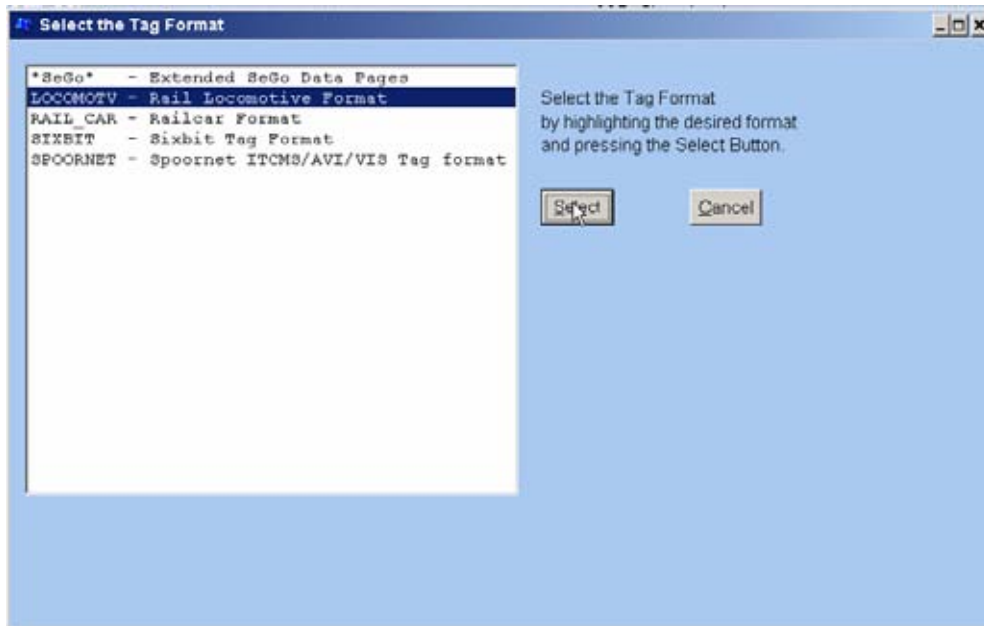 Select the Tag Format
*SeGo* - Extended SeGo Data Pages
LOCOMOTV - Rail Locomotive Format
RAIL_CAR - Railcar Format
SIXBIT - Sixbit Tag Format
SPOORNET - Spoornet ITCMS/AVI/VIS Tag format
Select the Tag Format
by highlighting the desired format
and pressing the Select Button.
Select
Cancel